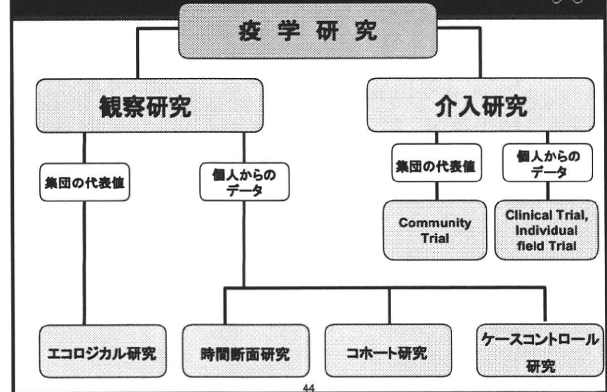 疫 学 研 究
観察研究
介入研究
集団の代表値
個人からの
データ
集団の代表値
個人からの
データ
Community
Trial
Clinical Trial,
Individual
field Trial
エコロジカル研究
時間断面研究
コホート研究
ケースコントロール
研究
44